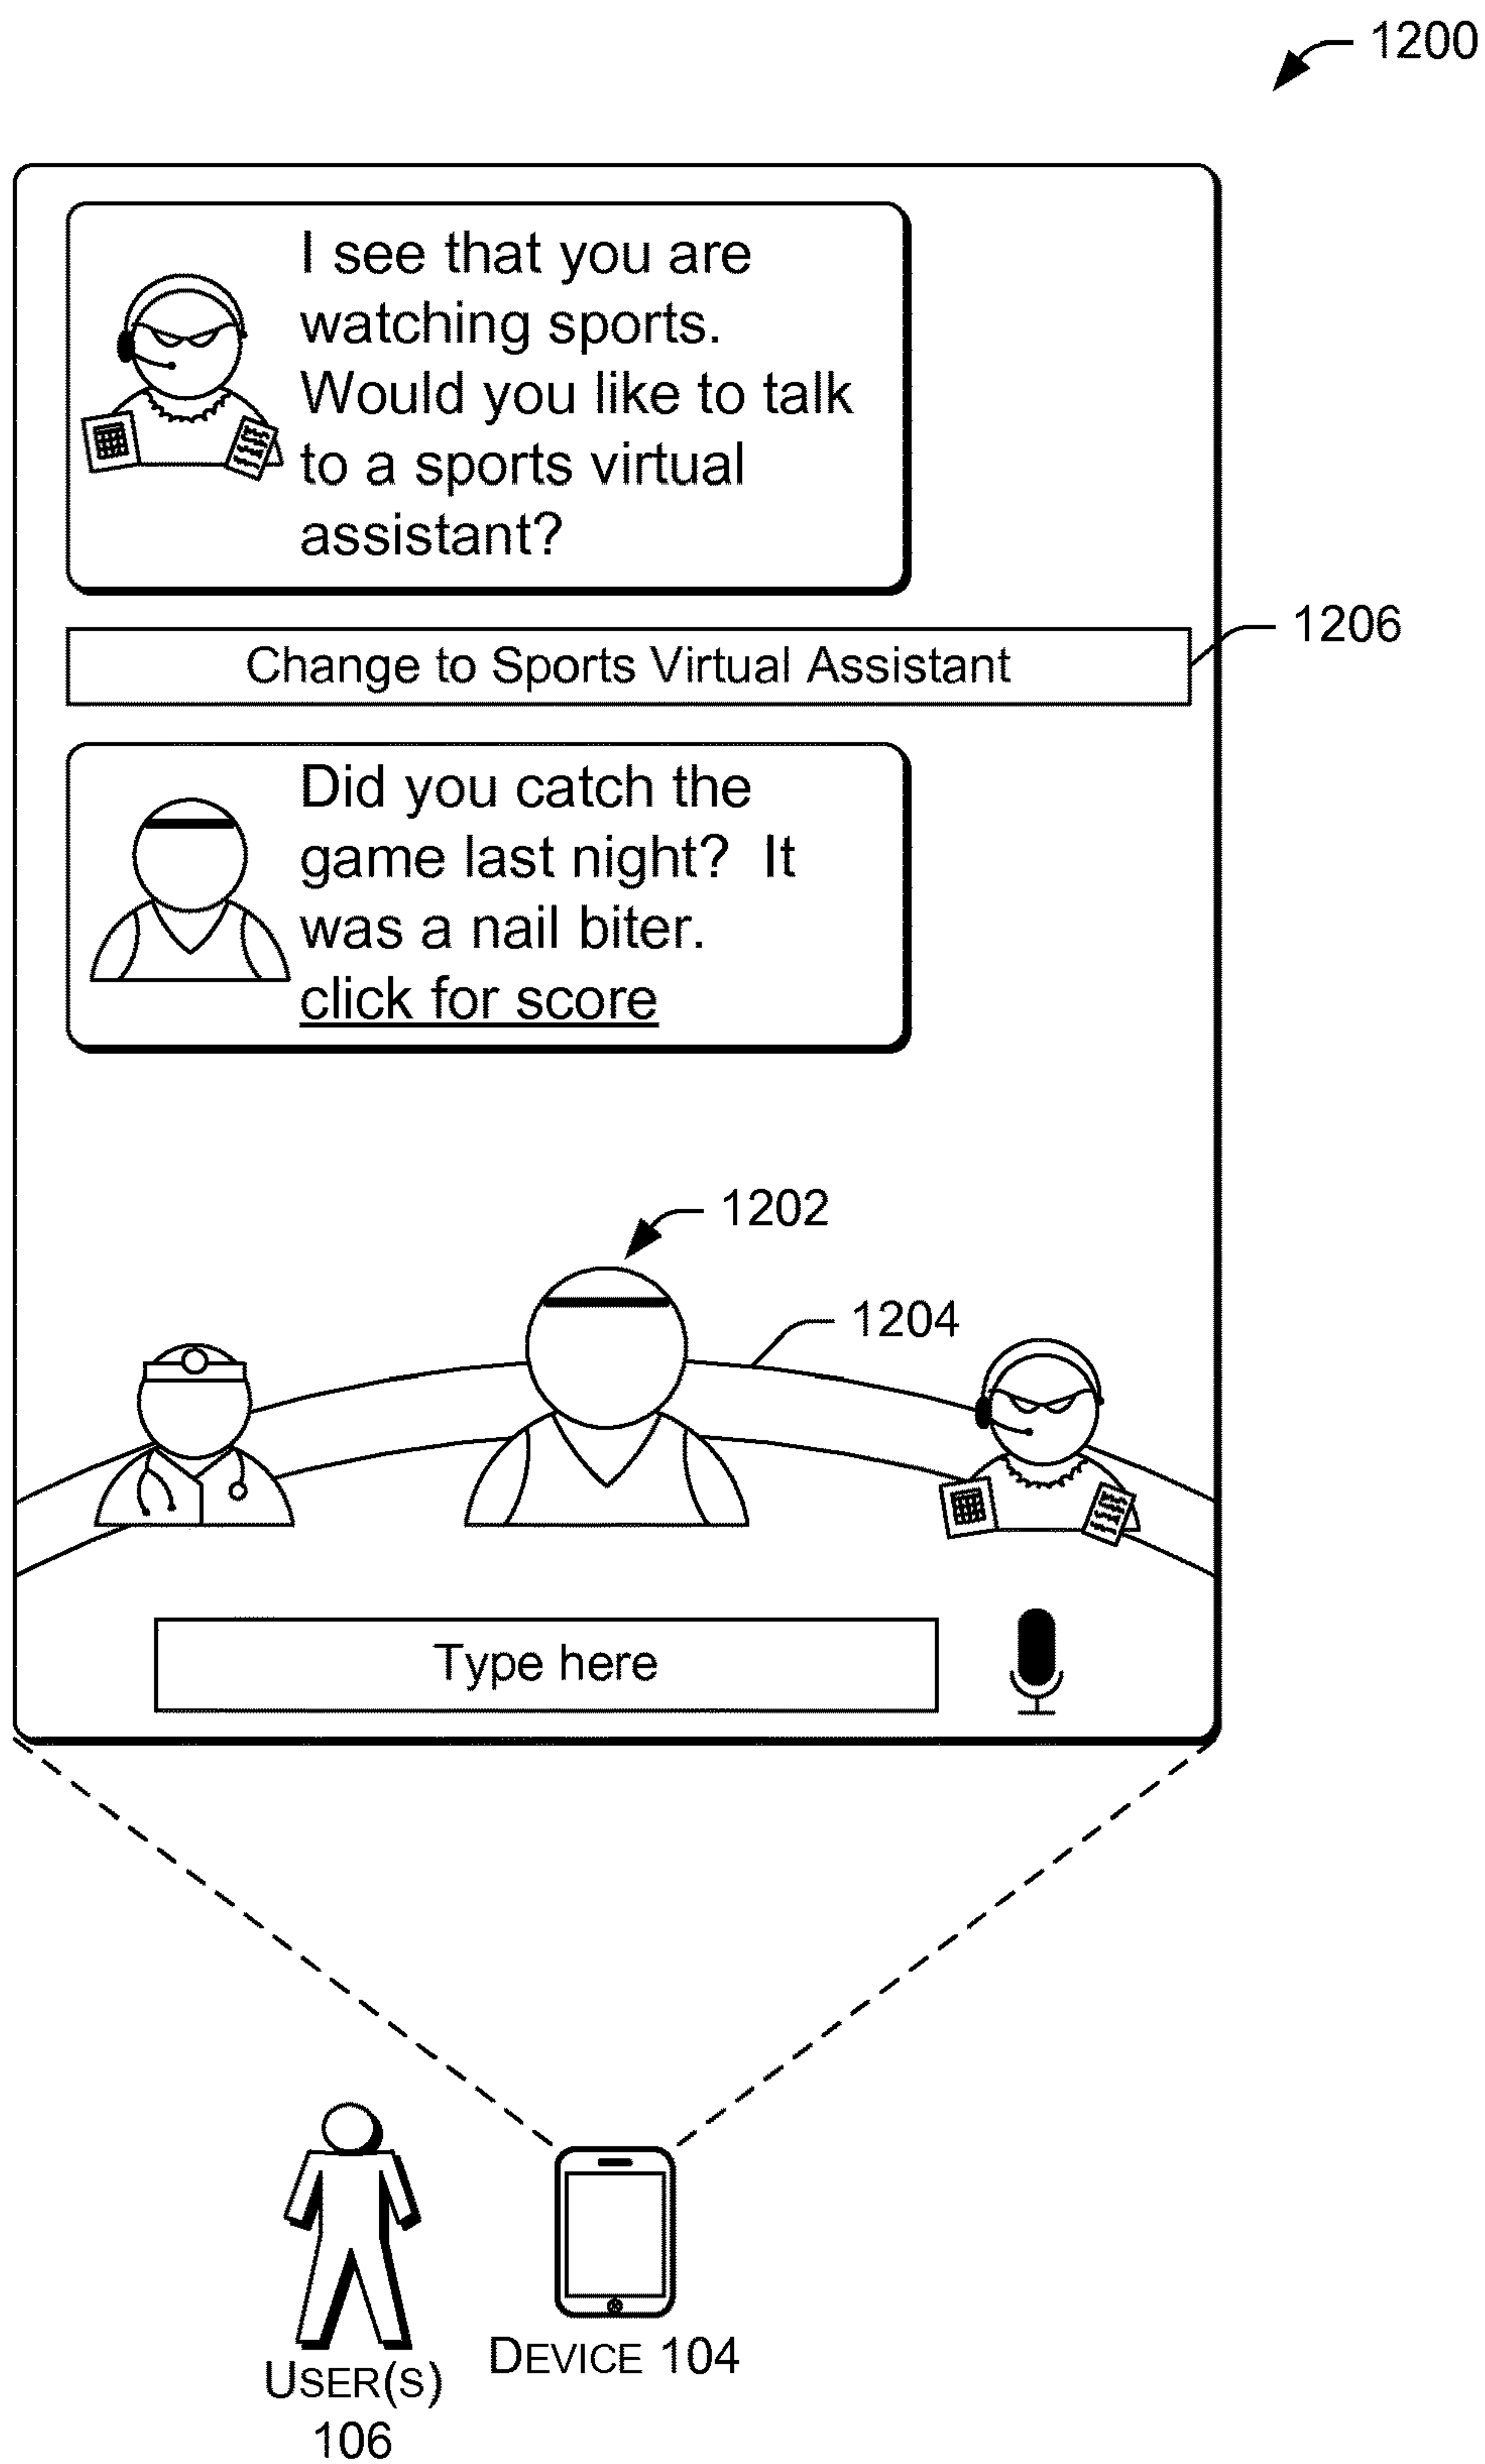 1200
I see that you are
watching sports.
Would you like to talk
to a sports virtual
assistant?
1206
Change to Sports Virtual Assistant
Did you catch the
game last night? It
was a nail biter.
click for score
1202
1204
Type here
DEVICE 104
USER(S)
106